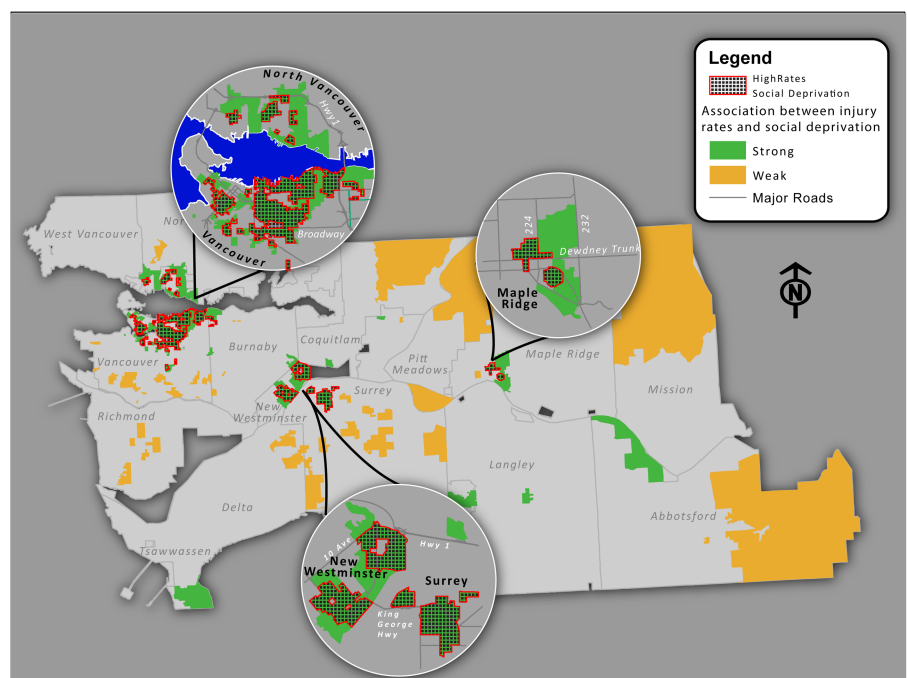 North Vancouver
Hwy1
Broadway
Vancouver
Legend
HighRates
Social Deprivation
Association between injury
rates and social deprivation
Strong
Weak
Major Roads
N
224
232
Dewdney Trunk
Maple
Ridge
West Vancouver
Nor
Vancouver
Burnaby
Coquitlam
Pitt
Meadows
Maple Ridge
Mission
Richmond
New
Westminster
Surrey
Langley
Delta
Abbotsford
Tsawwassen
10 Ave
Hwy 1
New
Westminster
Surrey
King
George
Hwy